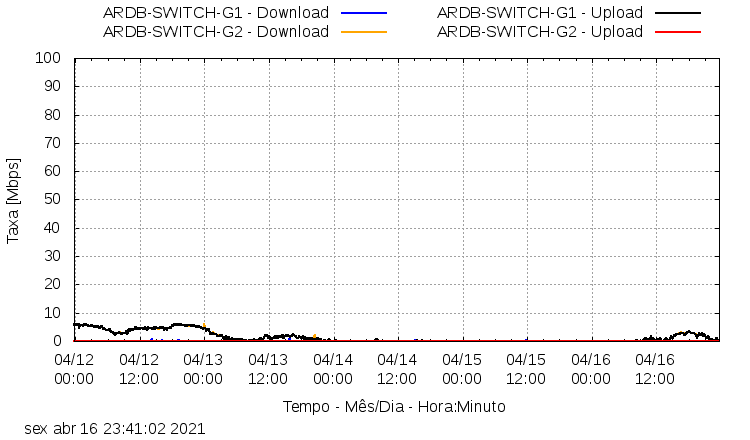 ARDB-SWITCH-G1 - Download
ARDB-SWITCH-G1 - Upload
ARDB-SWITCH-G2 - Download
ARDB-SWITCH-G2 - Upload
100
90
80
70
60
50
40
30
20
10
0
Taxa [Mbps]
04/12 04/12 04/13 04/13 04/14 04/14 04/15 04/15 04/16 04/16
00:00 12:00 00:00 12:00 00:00 12:00 00:00 12:00 00:00 12:00
Tempo - Mês/Dia - Hora:Minuto
sex abr 16 23:41:02 2021